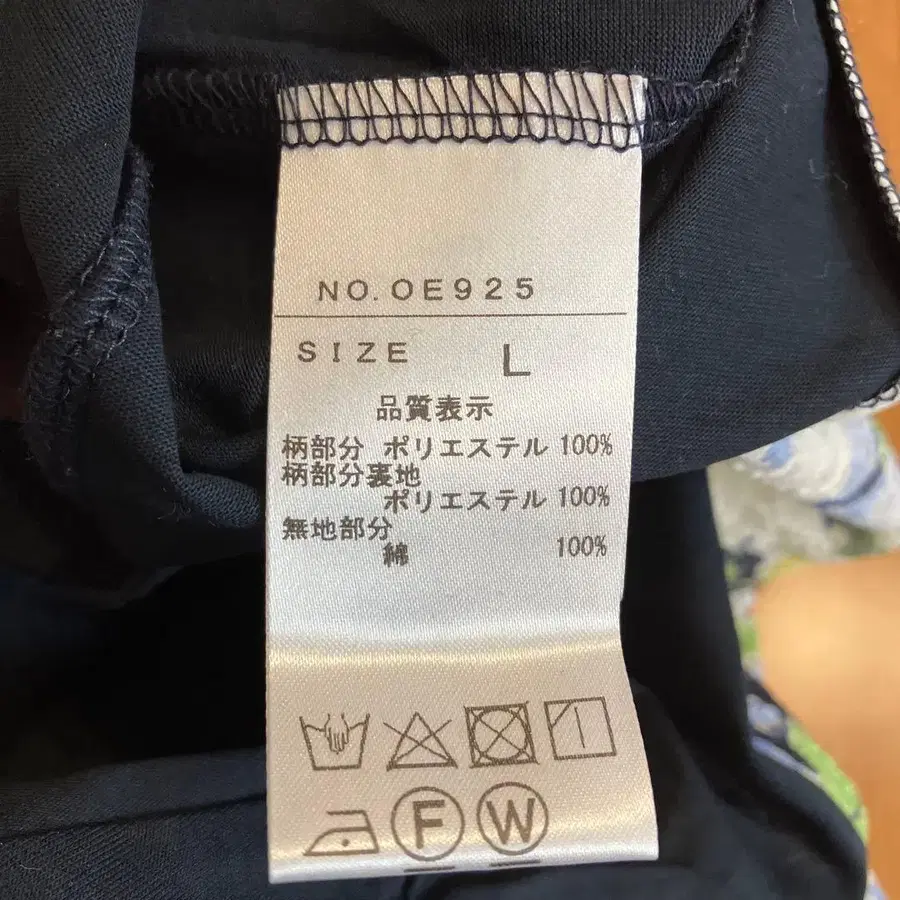 NO.OE925
SIZE L
品質表示
柄部分 ポリエステル 100%
柄部分裏地
ポリエステル 100%
無地部分
綿 100%
F W